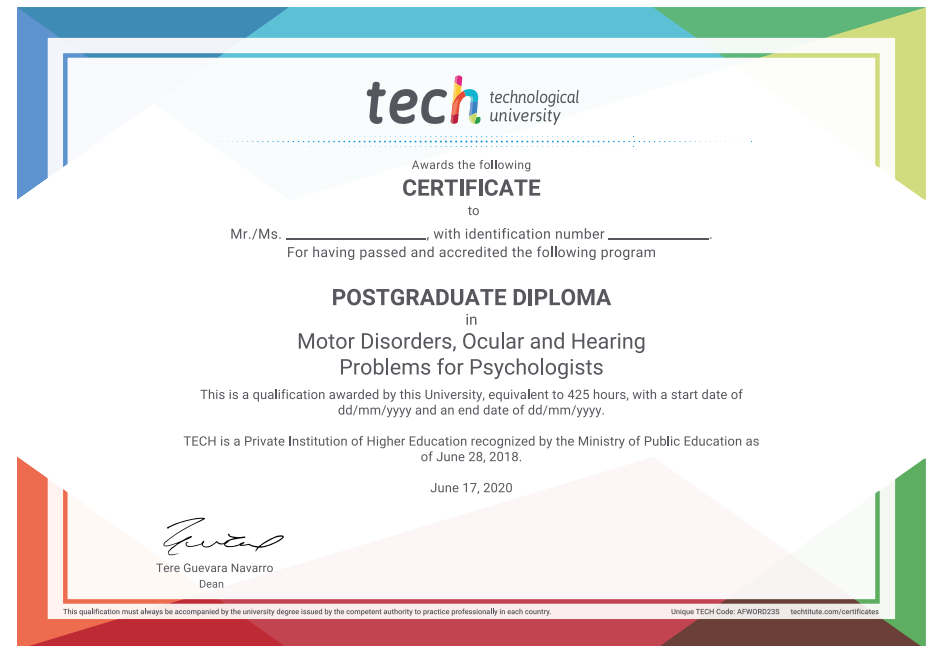 tech technological
university
Awards the following
CERTIFICATE
to
Mr./Ms. ____________________, with identification number ______________.
For having passed and accredited the following program
POSTGRADUATE DIPLOMA
in
Motor Disorders, Ocular and Hearing
Problems for Psychologists
This is a qualification awarded by this University, equivalent to 425 hours, with a start date of
dd/mm/yyyy and an end date of dd/mm/yyyy.
TECH is a Private Institution of Higher Education recognized by the Ministry of Public Education as
of June 28, 2018.
June 17, 2020
Tere Guevara Navarro
Dean
This qualification must always be accompanied by the university degree issued by the competent authority to practice professionally in each country. Unique TECH Code: AFWORD23S techtitute.com/certificates